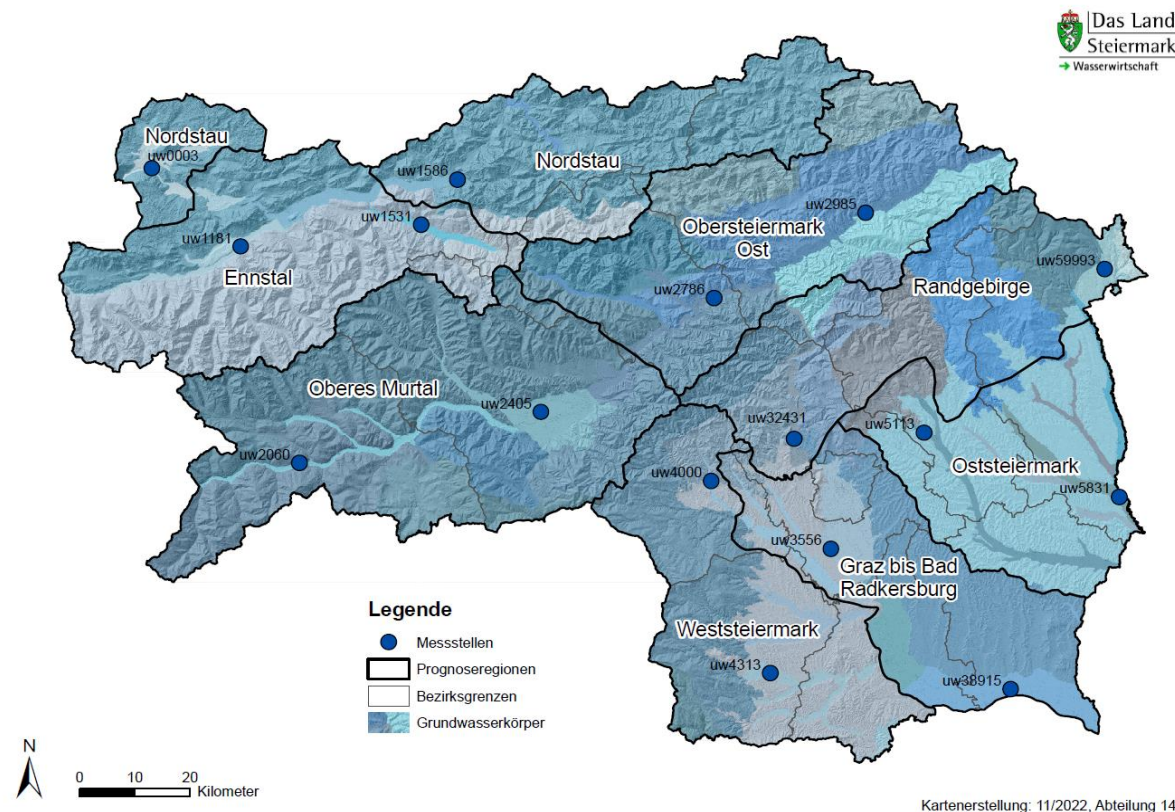 Das Land
Steiermark
→ Wasserwirtschaft
Nordstau
uw0003
Nordstau
uw1586
uw1531
uw1181
Ennstal
uw2985
Obersteiermark
Ost
uw2786
uw59993
Randgebirge
Oberes Murtal
uw2405
uw2060
uw32431
uw4000
uw5113
Oststeiermark
uw5831
uw3556
Graz bis Bad
Radkersburg
Weststeiermark
uw4313
uw38915
Legende
Messstellen
Prognoseregionen
Bezirksgrenzen
Grundwasserkörper
N
0 10 20
Kilometer
Kartenerstellung: 11/2022, Abteilung 14